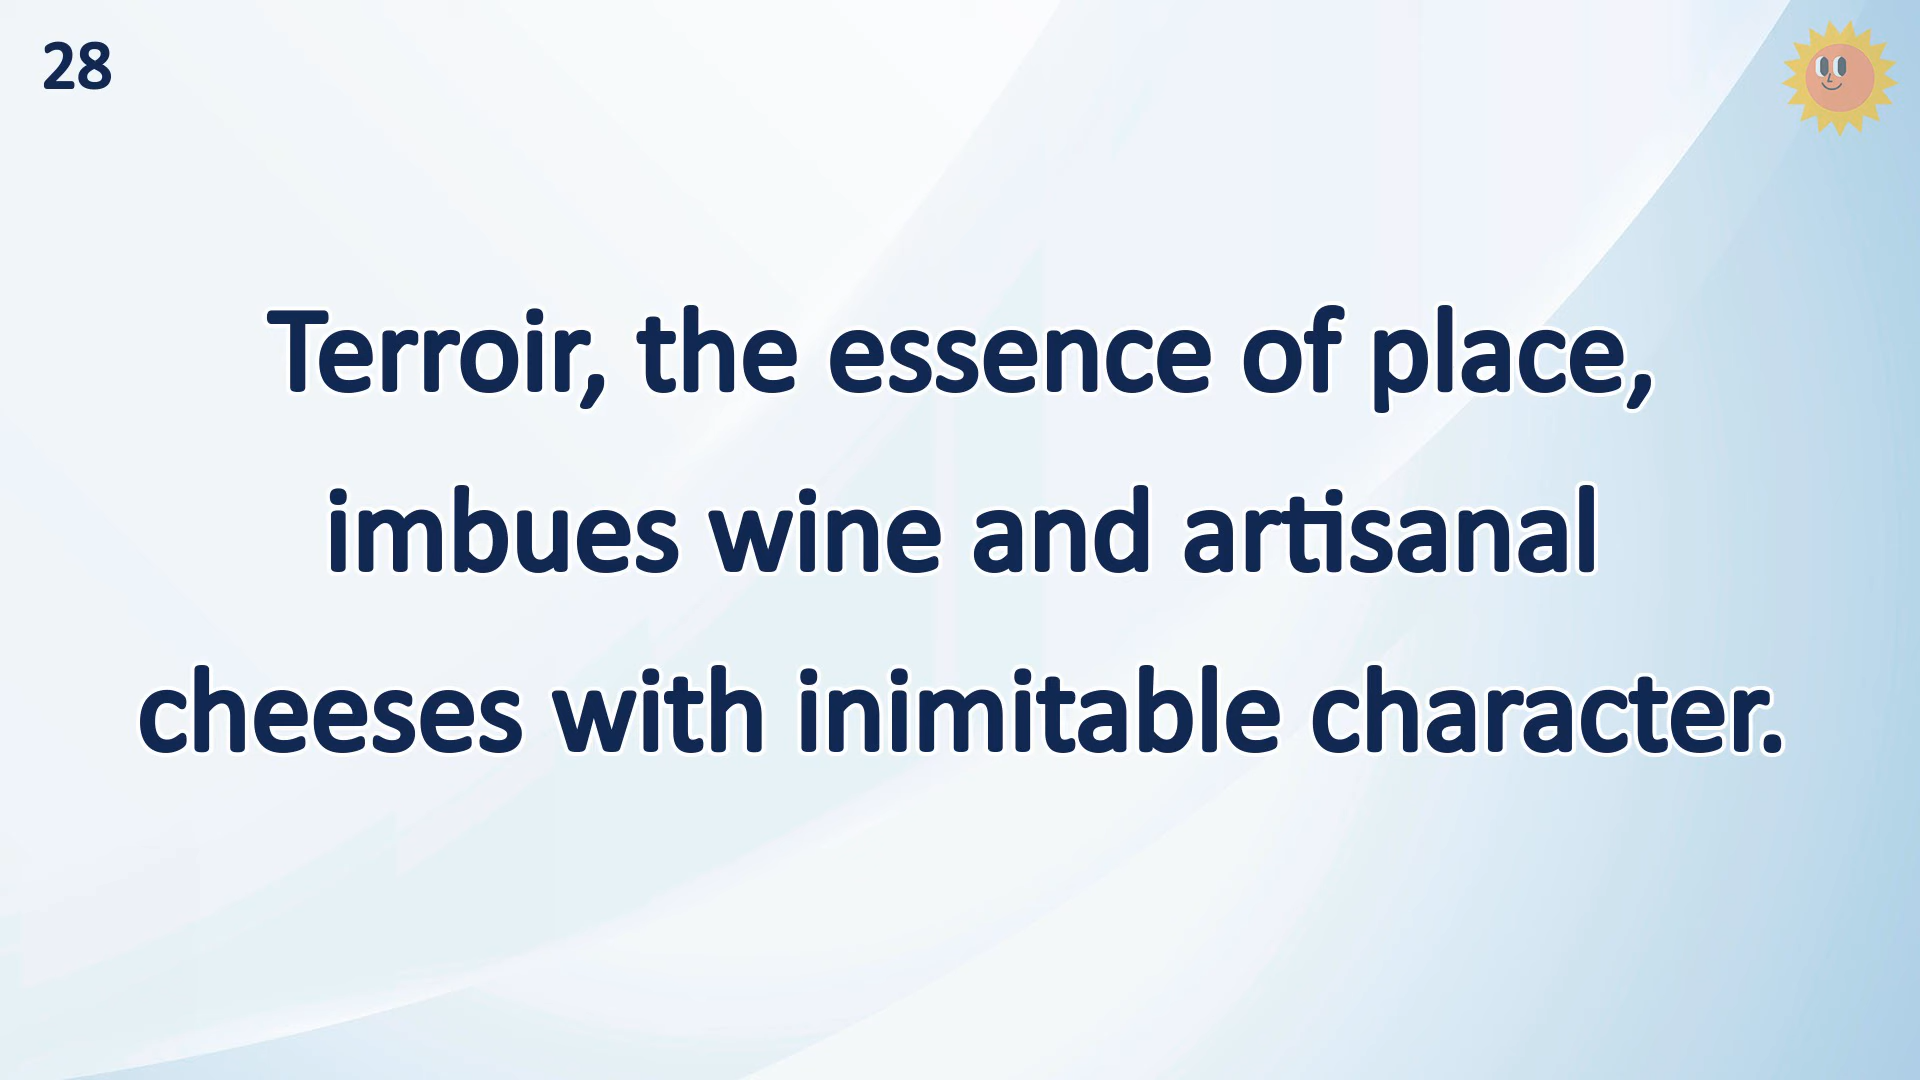 28
Terroir, the essence of place,
imbues wine and artisanal
cheeses with inimitable character.